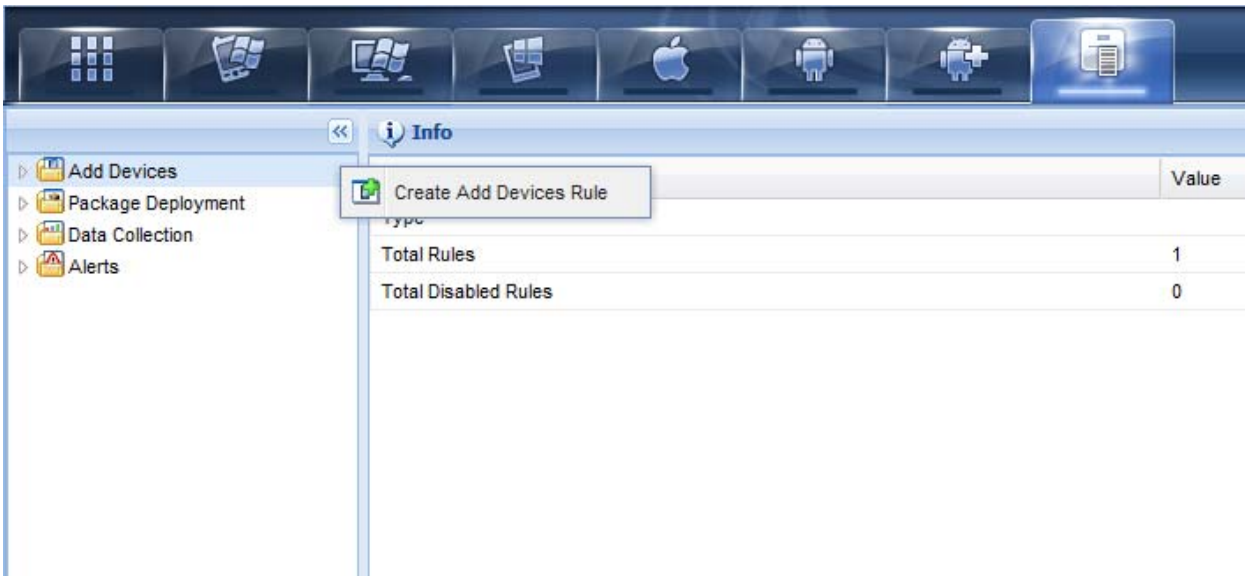 Info
Add Devices
Package Deployment
Data Collection
Alerts
Create Add Devices Rule
Value
Type
Total Rules 1
Total Disabled Rules 0